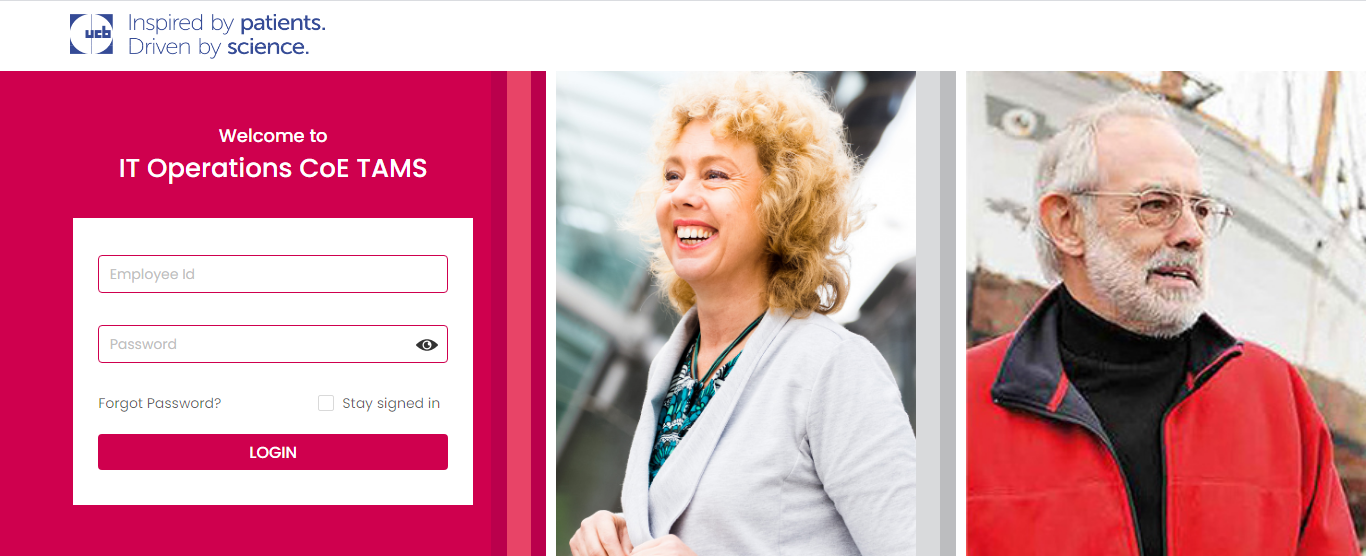 ucb
Inspired by patients.
Driven by science.
Welcome to
IT Operations CoE TAMS
Employee Id
Password
Forgot Password?
Stay signed in
LOGIN